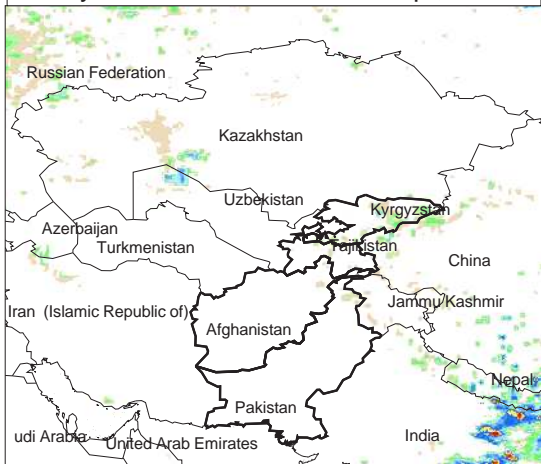 Russian Federation
Kazakhstan
Uzbekistan
Kyrgyzstan
Azerbaijan
Turkmenistan
Tajikistan
China
Iran (Islamic Republic of)
Jammu/Kashmir
Afghanistan
Nepal
Pakistan
udi Arabia
United Arab Emirates
India